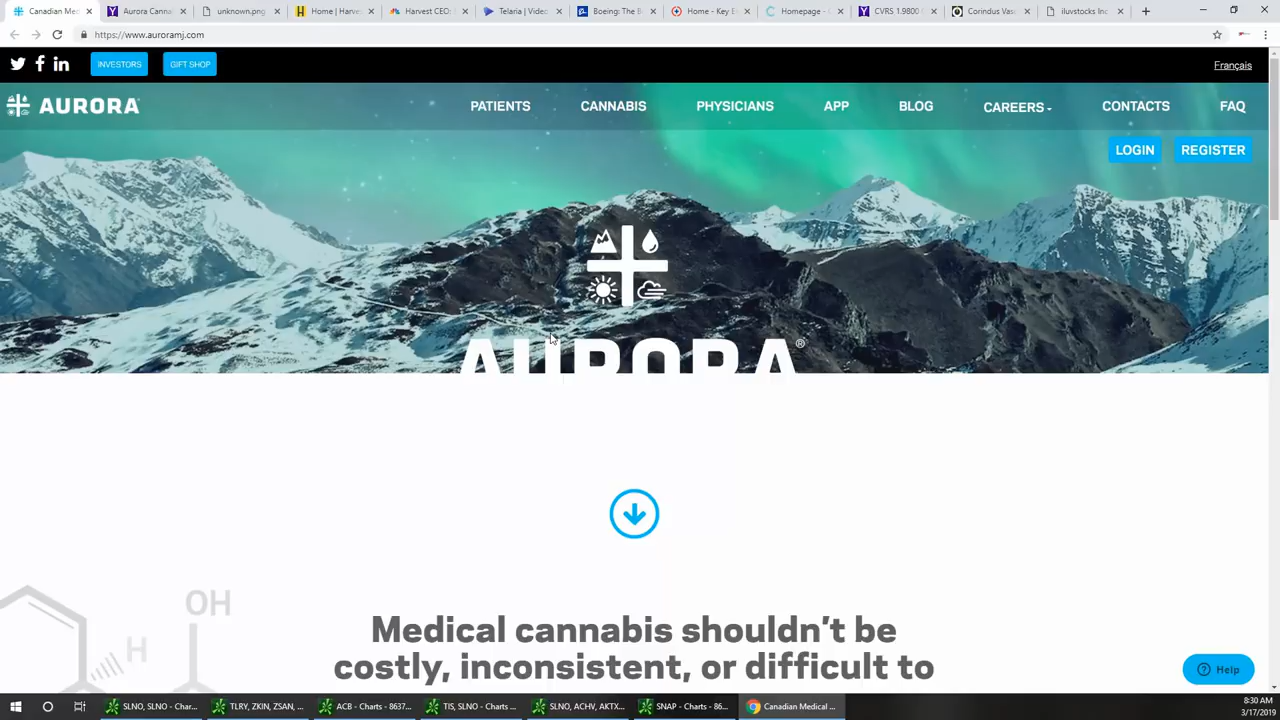 Canadian Med
Aurora Canna
unknown.png
Home | Harve
Harvest CEO:
Telaria | Video
Boeing: The B
Home - Key E
Homepage -
CVRS 1.9800
Corindus Vasc
iluvstocks Inc
https://www.auroramj.com
INVESTORS
GIFT SHOP
Français
AURORA
PATIENTS
CANNABIS
PHYSICIANS
APP
BLOG
CAREERS
CONTACTS
FAQ
LOGIN
REGISTER
AURORA®
OH
H
Medical cannabis shouldn't be
costly, inconsistent, or difficult to
Help
SLNO, SLNO - Char...
TLRY, ZKIN, ZSAN, ...
ACB - Charts - 8637...
TIS, SLNO - Charts ...
SLNO, ACHV, AKTX...
SNAP - Charts - 86...
Canadian Medical ...
8:30 AM
3/17/2019